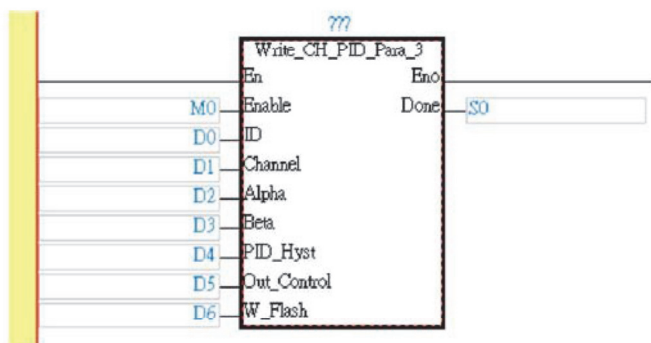 ???
Write_CH_PID_Para_3
En Eno
M0 Enable Done S0
D0 ID
D1 Channel
D2 Alpha
D3 Beta
D4 PID_Hyst
D5 Out_Control
D6 W_Flash